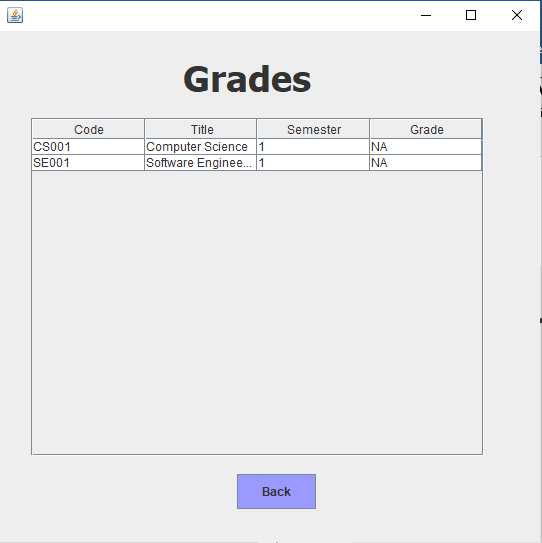 Grades
Code Title Semester Grade
CS001 Computer Science 1 NA
SE001 Software Enginee... 1 NA
Back